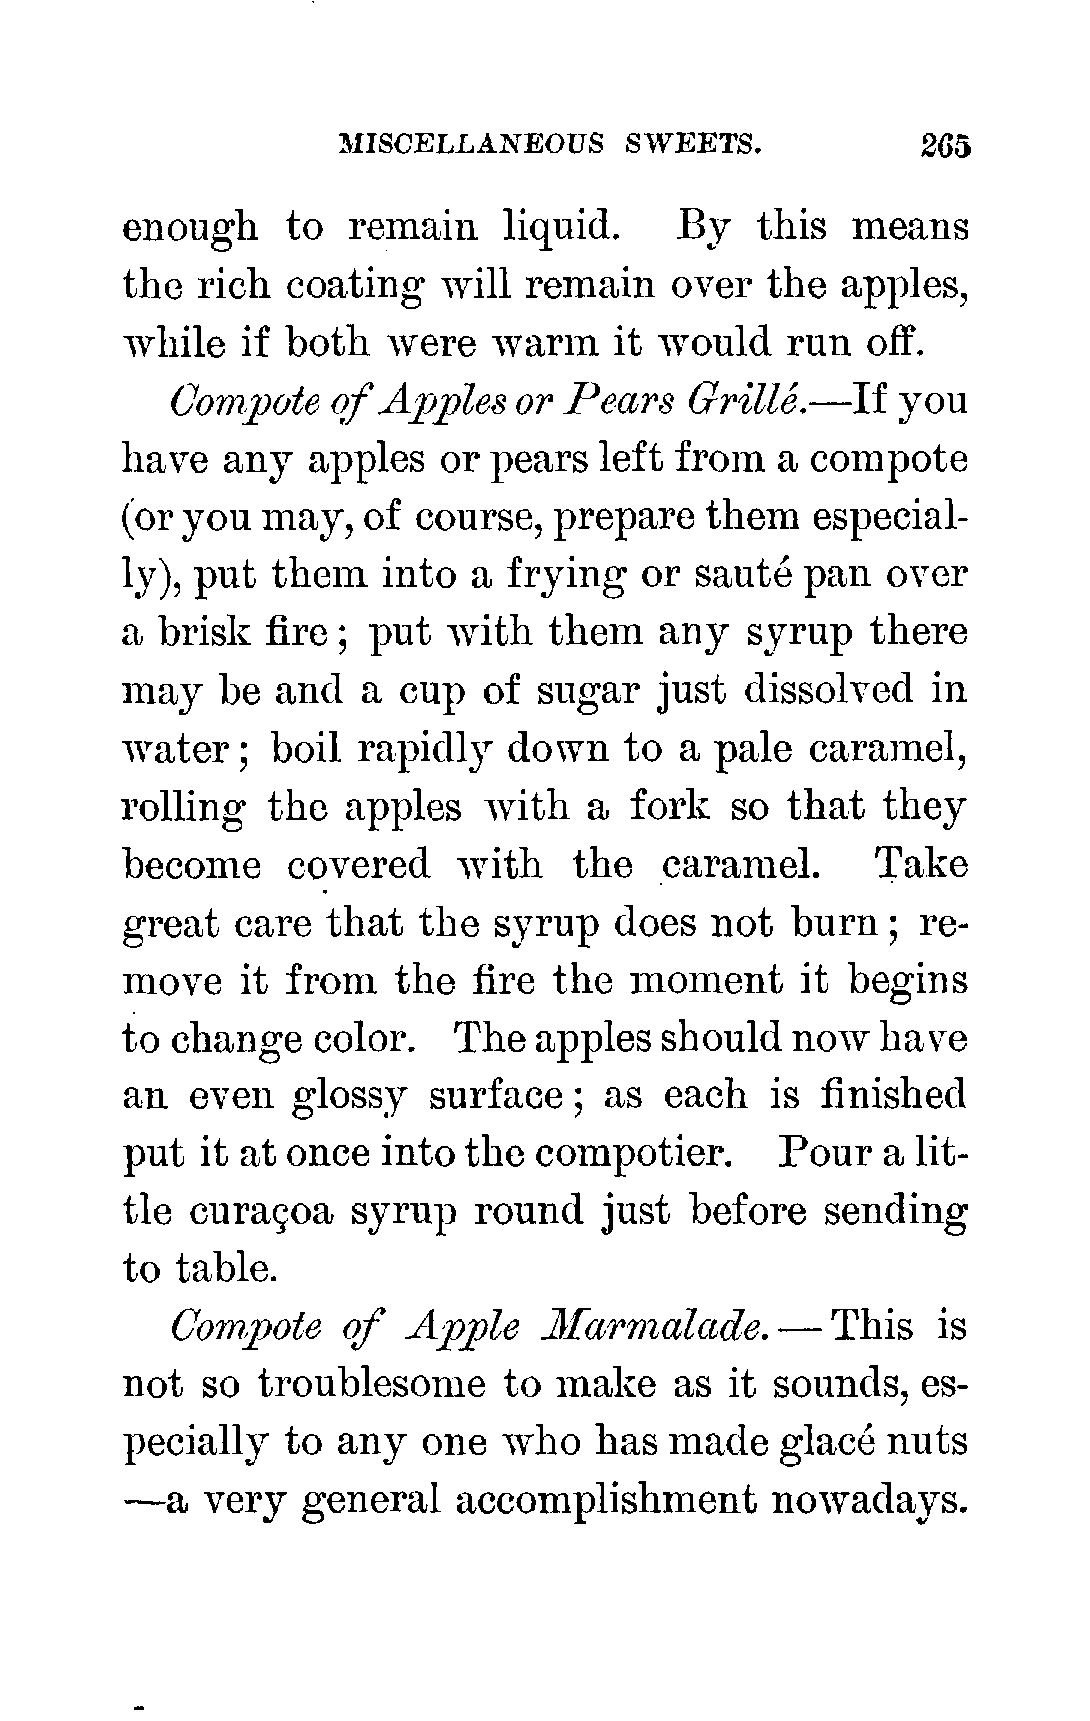 MISCELLANEOUS SWEETS. 265
enough to remain liquid. By this means
the rich coating will remain over the apples,
while if both were warm it would run off.
Compote of Apples or Pears Grillé.—If you
have any apples or pears left from a compote
(or you may, of course, prepare them especial-
ly), put them into a frying or sauté pan over
a brisk fire; put with them any syrup there
may be and a cup of sugar just dissolved in
water; boil rapidly down to a pale caramel,
rolling the apples with a fork so that they
become covered with the caramel. Take
great care that the syrup does not burn; re-
move it from the fire the moment it begins
to change color. The apples should now have
an even glossy surface; as each is finished
put it at once into the compotier. Pour a lit-
tle curaçoa syrup round just before sending
to table.
Compote of Apple Marmalade.—This is
not so troublesome to make as it sounds, es-
pecially to any one who has made glacé nuts
—a very general accomplishment nowadays.